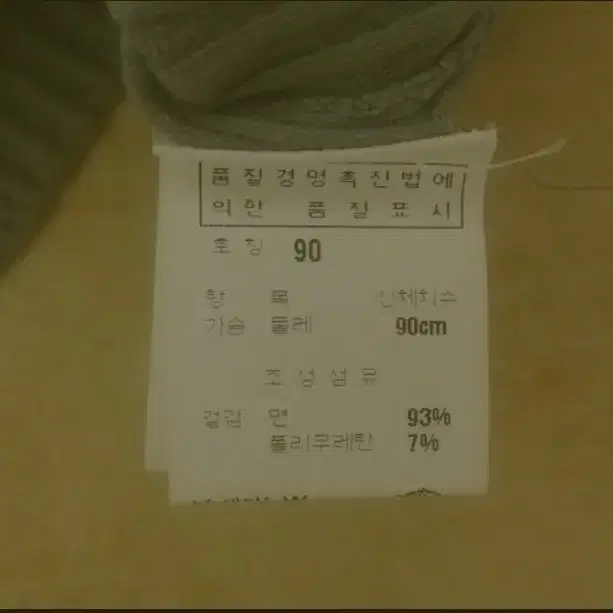 품질경영촉진법에
의한 품질표시
호칭 90
항 목 신체치수
가슴 둘레 90cm
조성섬유
겉감 면 93%
폴리우레탄 7%